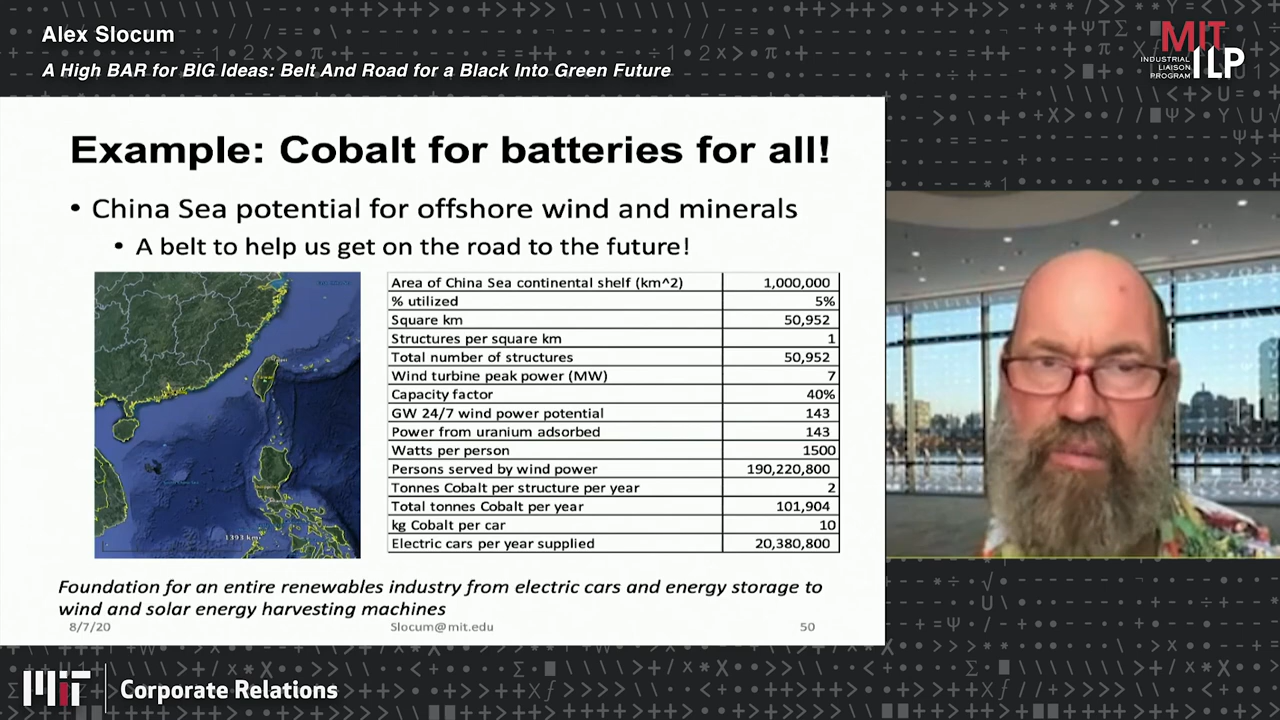 Alex Slocum
A High BAR for BIG Ideas: Belt And Road for a Black Into Green Future
MIT
INDUSTRIAL
LIAISON
PROGRAM
ILP
Example: Cobalt for batteries for all!
• China Sea potential for offshore wind and minerals
• A belt to help us get on the road to the future!
Area of China Sea continental shelf (km^2) 1,000,000
% utilized 5%
Square km 50,952
Structures per square km 1
Total number of structures 50,952
Wind turbine peak power (MW) 7
Capacity factor 40%
GW 24/7 wind power potential 143
Power from uranium adsorbed 143
Watts per person 1500
Persons served by wind power 190,220,800
Tonnes Cobalt per structure per year 2
Total tonnes Cobalt per year 101,904
kg Cobalt per car 10
Electric cars per year supplied 20,380,800
1393 km
Foundation for an entire renewables industry from electric cars and energy storage to
wind and solar energy harvesting machines
8/7/20 Slocum@mit.edu 50
MIT Corporate Relations